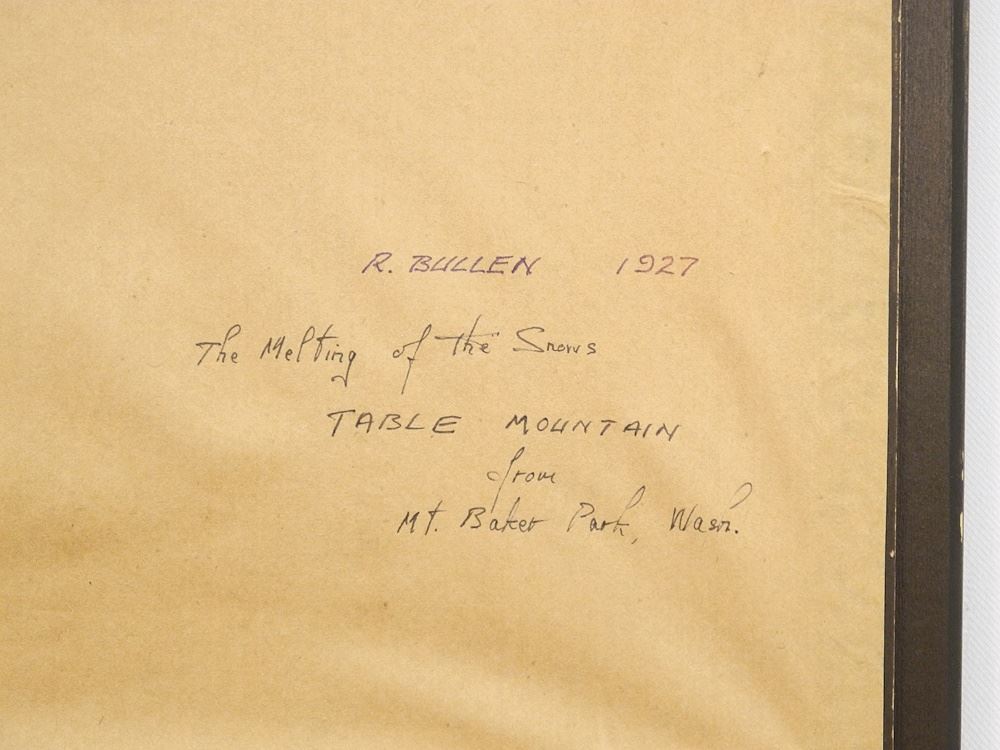 R. BULLEN 1927
The Melting of the Snows
TABLE MOUNTAIN
from
Mt. Baker Park, Wash.